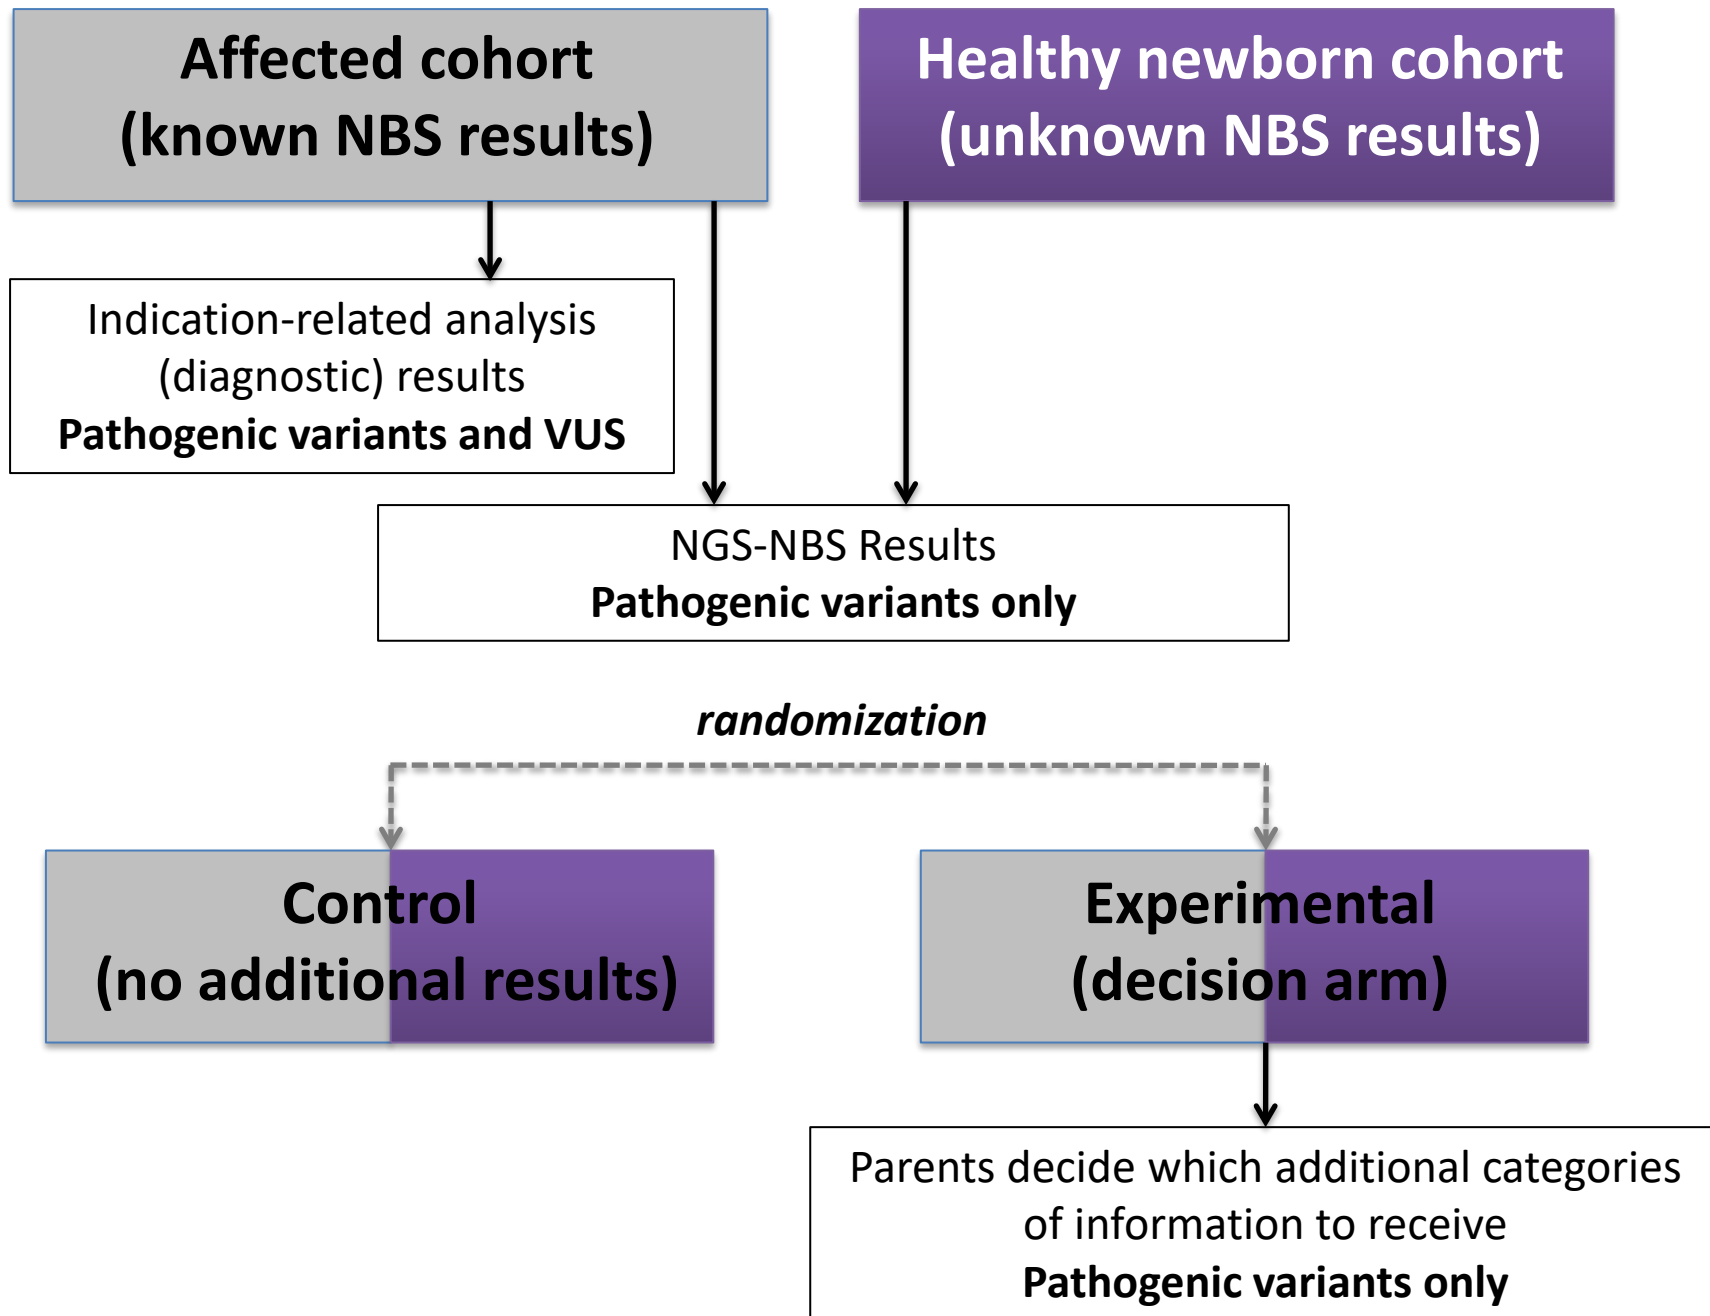 Affected cohort
(known NBS results)
Healthy newborn cohort
(unknown NBS results)
Indication-related analysis
(diagnostic) results
Pathogenic variants and VUS
NGS-NBS Results
Pathogenic variants only
randomization
Control
(no additional results)
Experimental
(decision arm)
Parents decide which additional categories
of information to receive
Pathogenic variants only